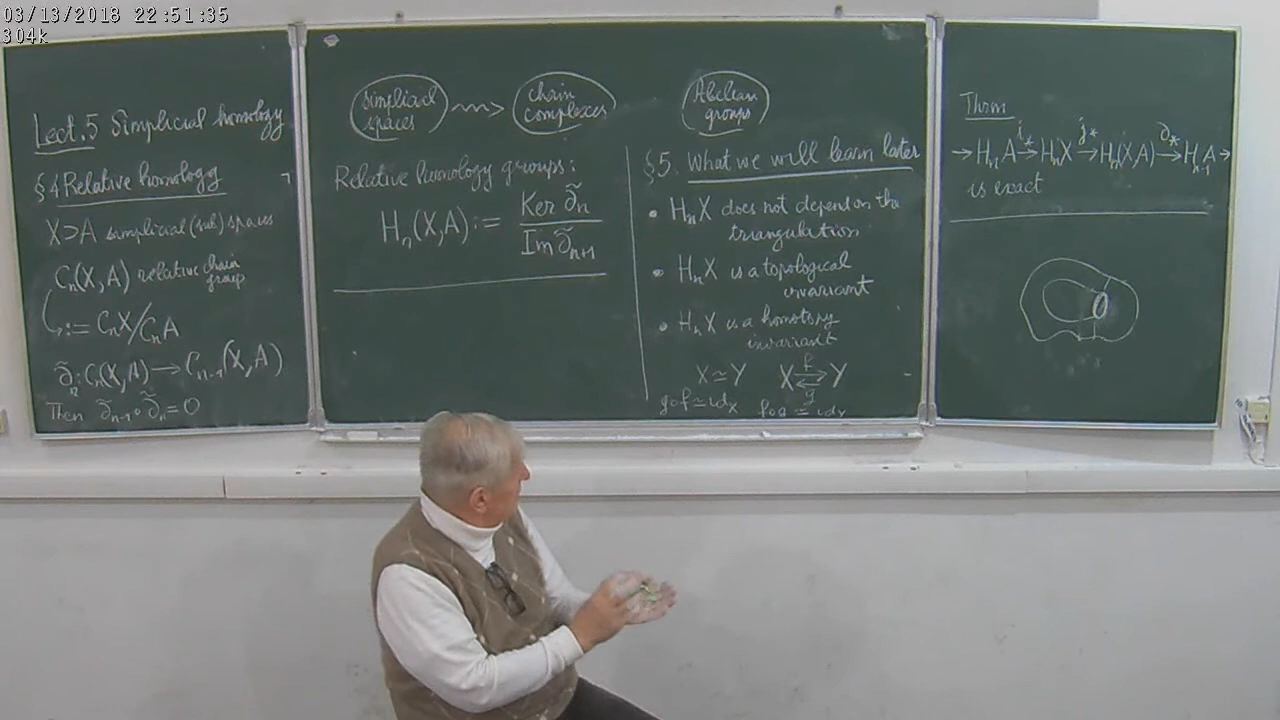 03/13/2018 22:51:35
304k
Lect.5 Simplicial homology
§4 Relative homology
X⊃A simplicial (sub) spaces
Cₙ(X,A) relative chain
group
:= CₙX/CₙA
∂̃ₙ: Cₙ(X,A) → Cₙ₋₁(X,A)
Then ∂̃ₙ₋₁∘∂̃ₙ=0
simplicial
spaces
chain
complexes
Abelian
groups
Relative homology groups:
Hₙ(X,A) := Ker ∂̃ₙ / Im ∂̃ₙ₊₁
§5. What we will learn later
• HₙX does not depend on the
triangulation
• HₙX is a topological
invariant
• HₙX is a homotopy
invariant
X≃Y X ⇄ Y
f
g
g∘f≃idₓ f∘g≃idᵧ
Thm
→HₙA →i* HₙX →j* Hₙ(X,A) →∂* Hₙ₋₁A→
is exact